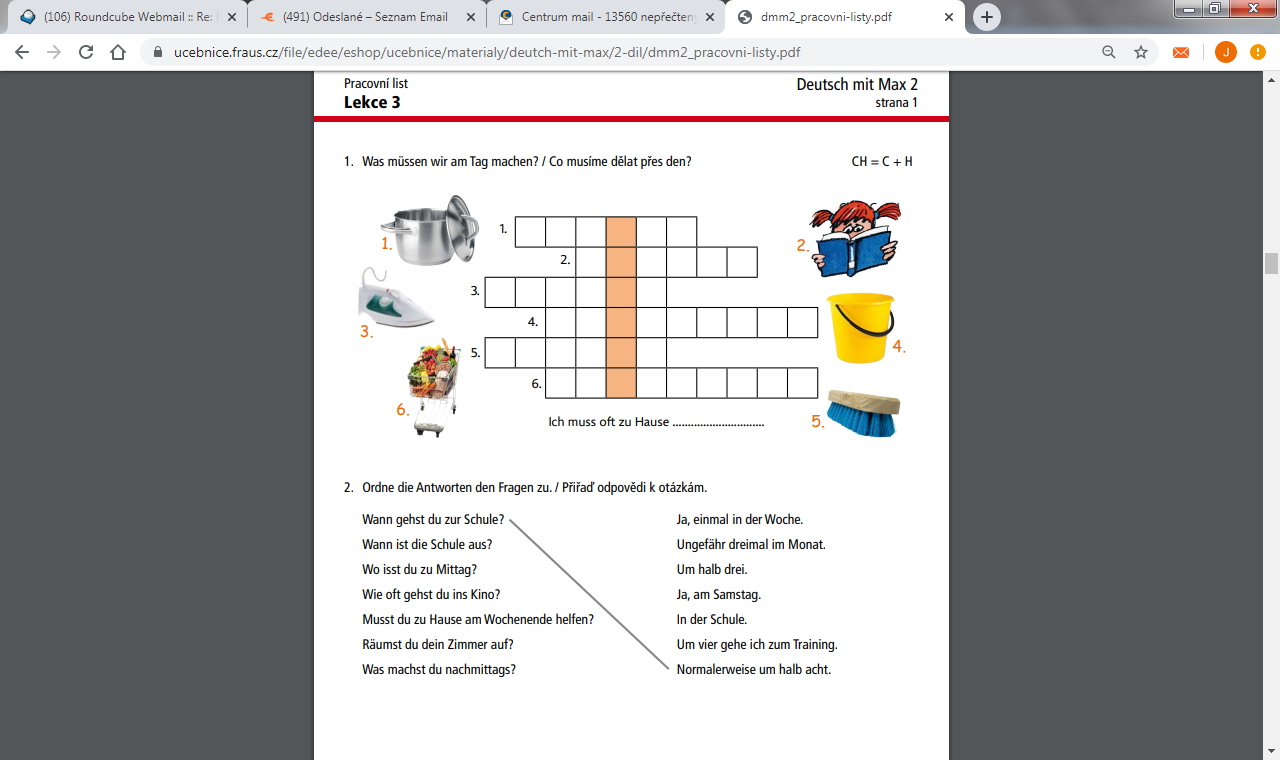 (106) Roundcube Webmail :: Re:
(491) Odeslané – Seznam Email
Centrum mail - 13560 nepřečten
dmm2_pracovni-listy.pdf
ucebnice.fraus.cz/file/edee/eshop/ucebnice/materialy/deutch-mit-max/2-dil/dmm2_pracovni-listy.pdf
J
Pracovní list
Deutsch mit Max 2
Lekce 3
strana 1
1. Was müssen wir am Tag machen? / Co musíme dělat přes den?
CH = C + H
1.
1.
2.
2.
3.
3.
4.
4.
5.
5.
6.
6.
Ich muss oft zu Hause ..............................
2. Ordne die Antworten den Fragen zu. / Přiřaď odpovědi k otázkám.
Wann gehst du zur Schule?
Ja, einmal in der Woche.
Wann ist die Schule aus?
Ungefähr dreimal im Monat.
Wo isst du zu Mittag?
Um halb drei.
Wie oft gehst du ins Kino?
Ja, am Samstag.
Musst du zu Hause am Wochenende helfen?
In der Schule.
Räumst du dein Zimmer auf?
Um vier gehe ich zum Training.
Was machst du nachmittags?
Normalerweise um halb acht.